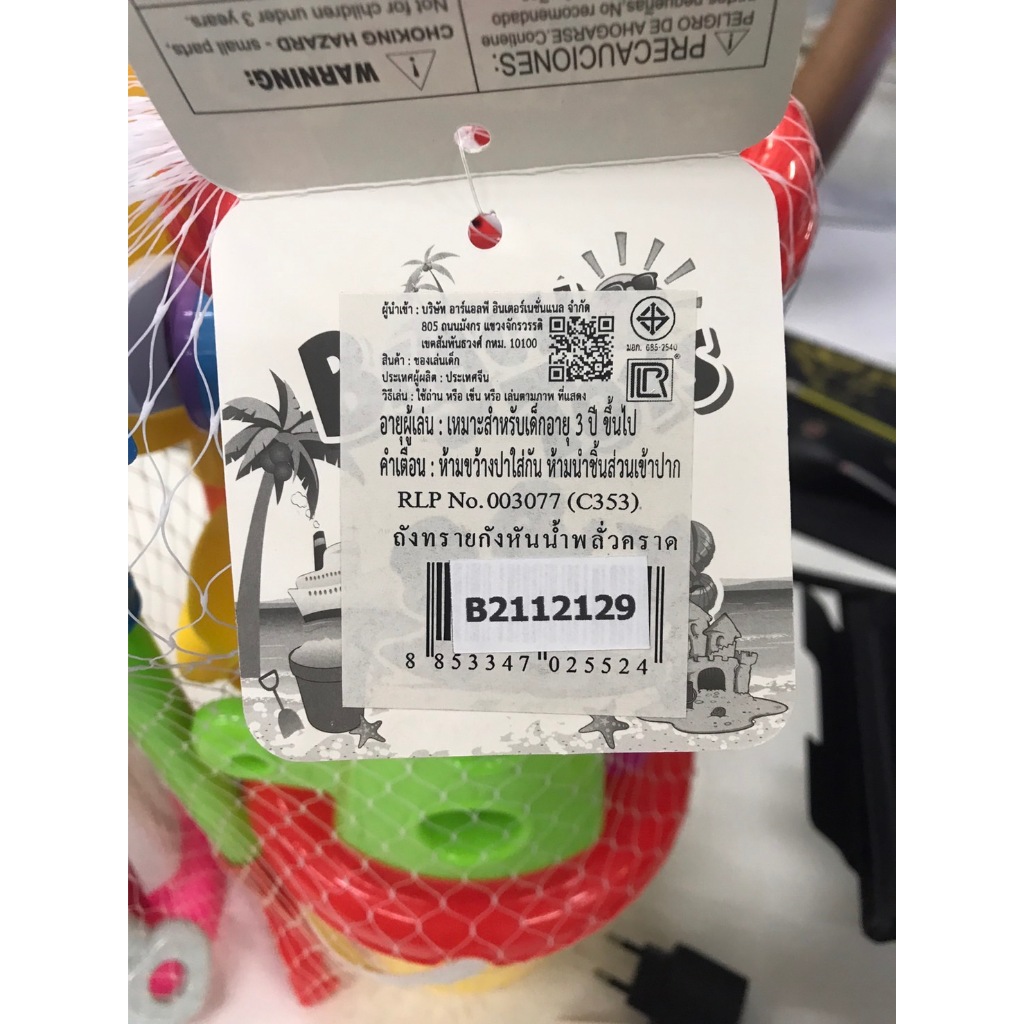 WARNING:
CHOKING HAZARD - small parts,
Not for children under 3 years.
PRECAUCIONES:
PELIGRO DE AHOGARSE.Contiene
pequeñas,No recomendado
ผู้นำเข้า : บริษัท อาร์แอลพี อินเตอร์เนชั่นแนล จำกัด
805 ถนนมังกร แขวงจักรวรรดิ
เขตสัมพันธวงศ์ กทม. 10100
สินค้า : ของเล่นเด็ก
ประเทศผู้ผลิต : ประเทศจีน
วิธีเล่น : ใช้ถ่าน หรือ เข็น หรือ เล่นตามภาพ ที่แสดง
มอก. 685-2540
LR®
อายุผู้เล่น : เหมาะสำหรับเด็กอายุ 3 ปี ขึ้นไป
คำเตือน : ห้ามขว้างปาใส่กัน ห้ามนำชิ้นส่วนเข้าปาก
RLP No. 003077 (C353)
ถังทรายกังหันน้ำพลั่วคราด
B2112129
8 853347 025524